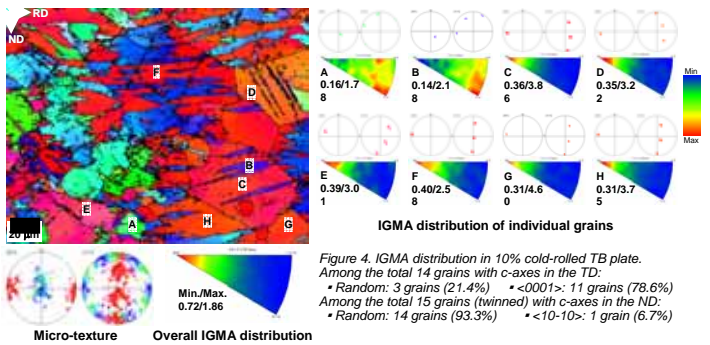 RD
ND
F
D
B
C
E
A
H
G
20 µm
A
0.16/1.7
8
B
0.14/2.1
8
C
0.36/3.8
6
D
0.35/3.2
2
E
0.39/3.0
1
F
0.40/2.5
8
G
0.31/4.6
0
H
0.31/3.7
5
Min
Max
IGMA distribution of individual grains
Min./Max.
0.72/1.86
Micro-texture
Overall IGMA distribution
Figure 4. IGMA distribution in 10% cold-rolled TB plate.
Among the total 14 grains with c-axes in the TD:
▪ Random: 3 grains (21.4%) ▪ <0001>: 11 grains (78.6%)
Among the total 15 grains (twinned) with c-axes in the ND:
▪ Random: 14 grains (93.3%) ▪ <10-10>: 1 grain (6.7%)